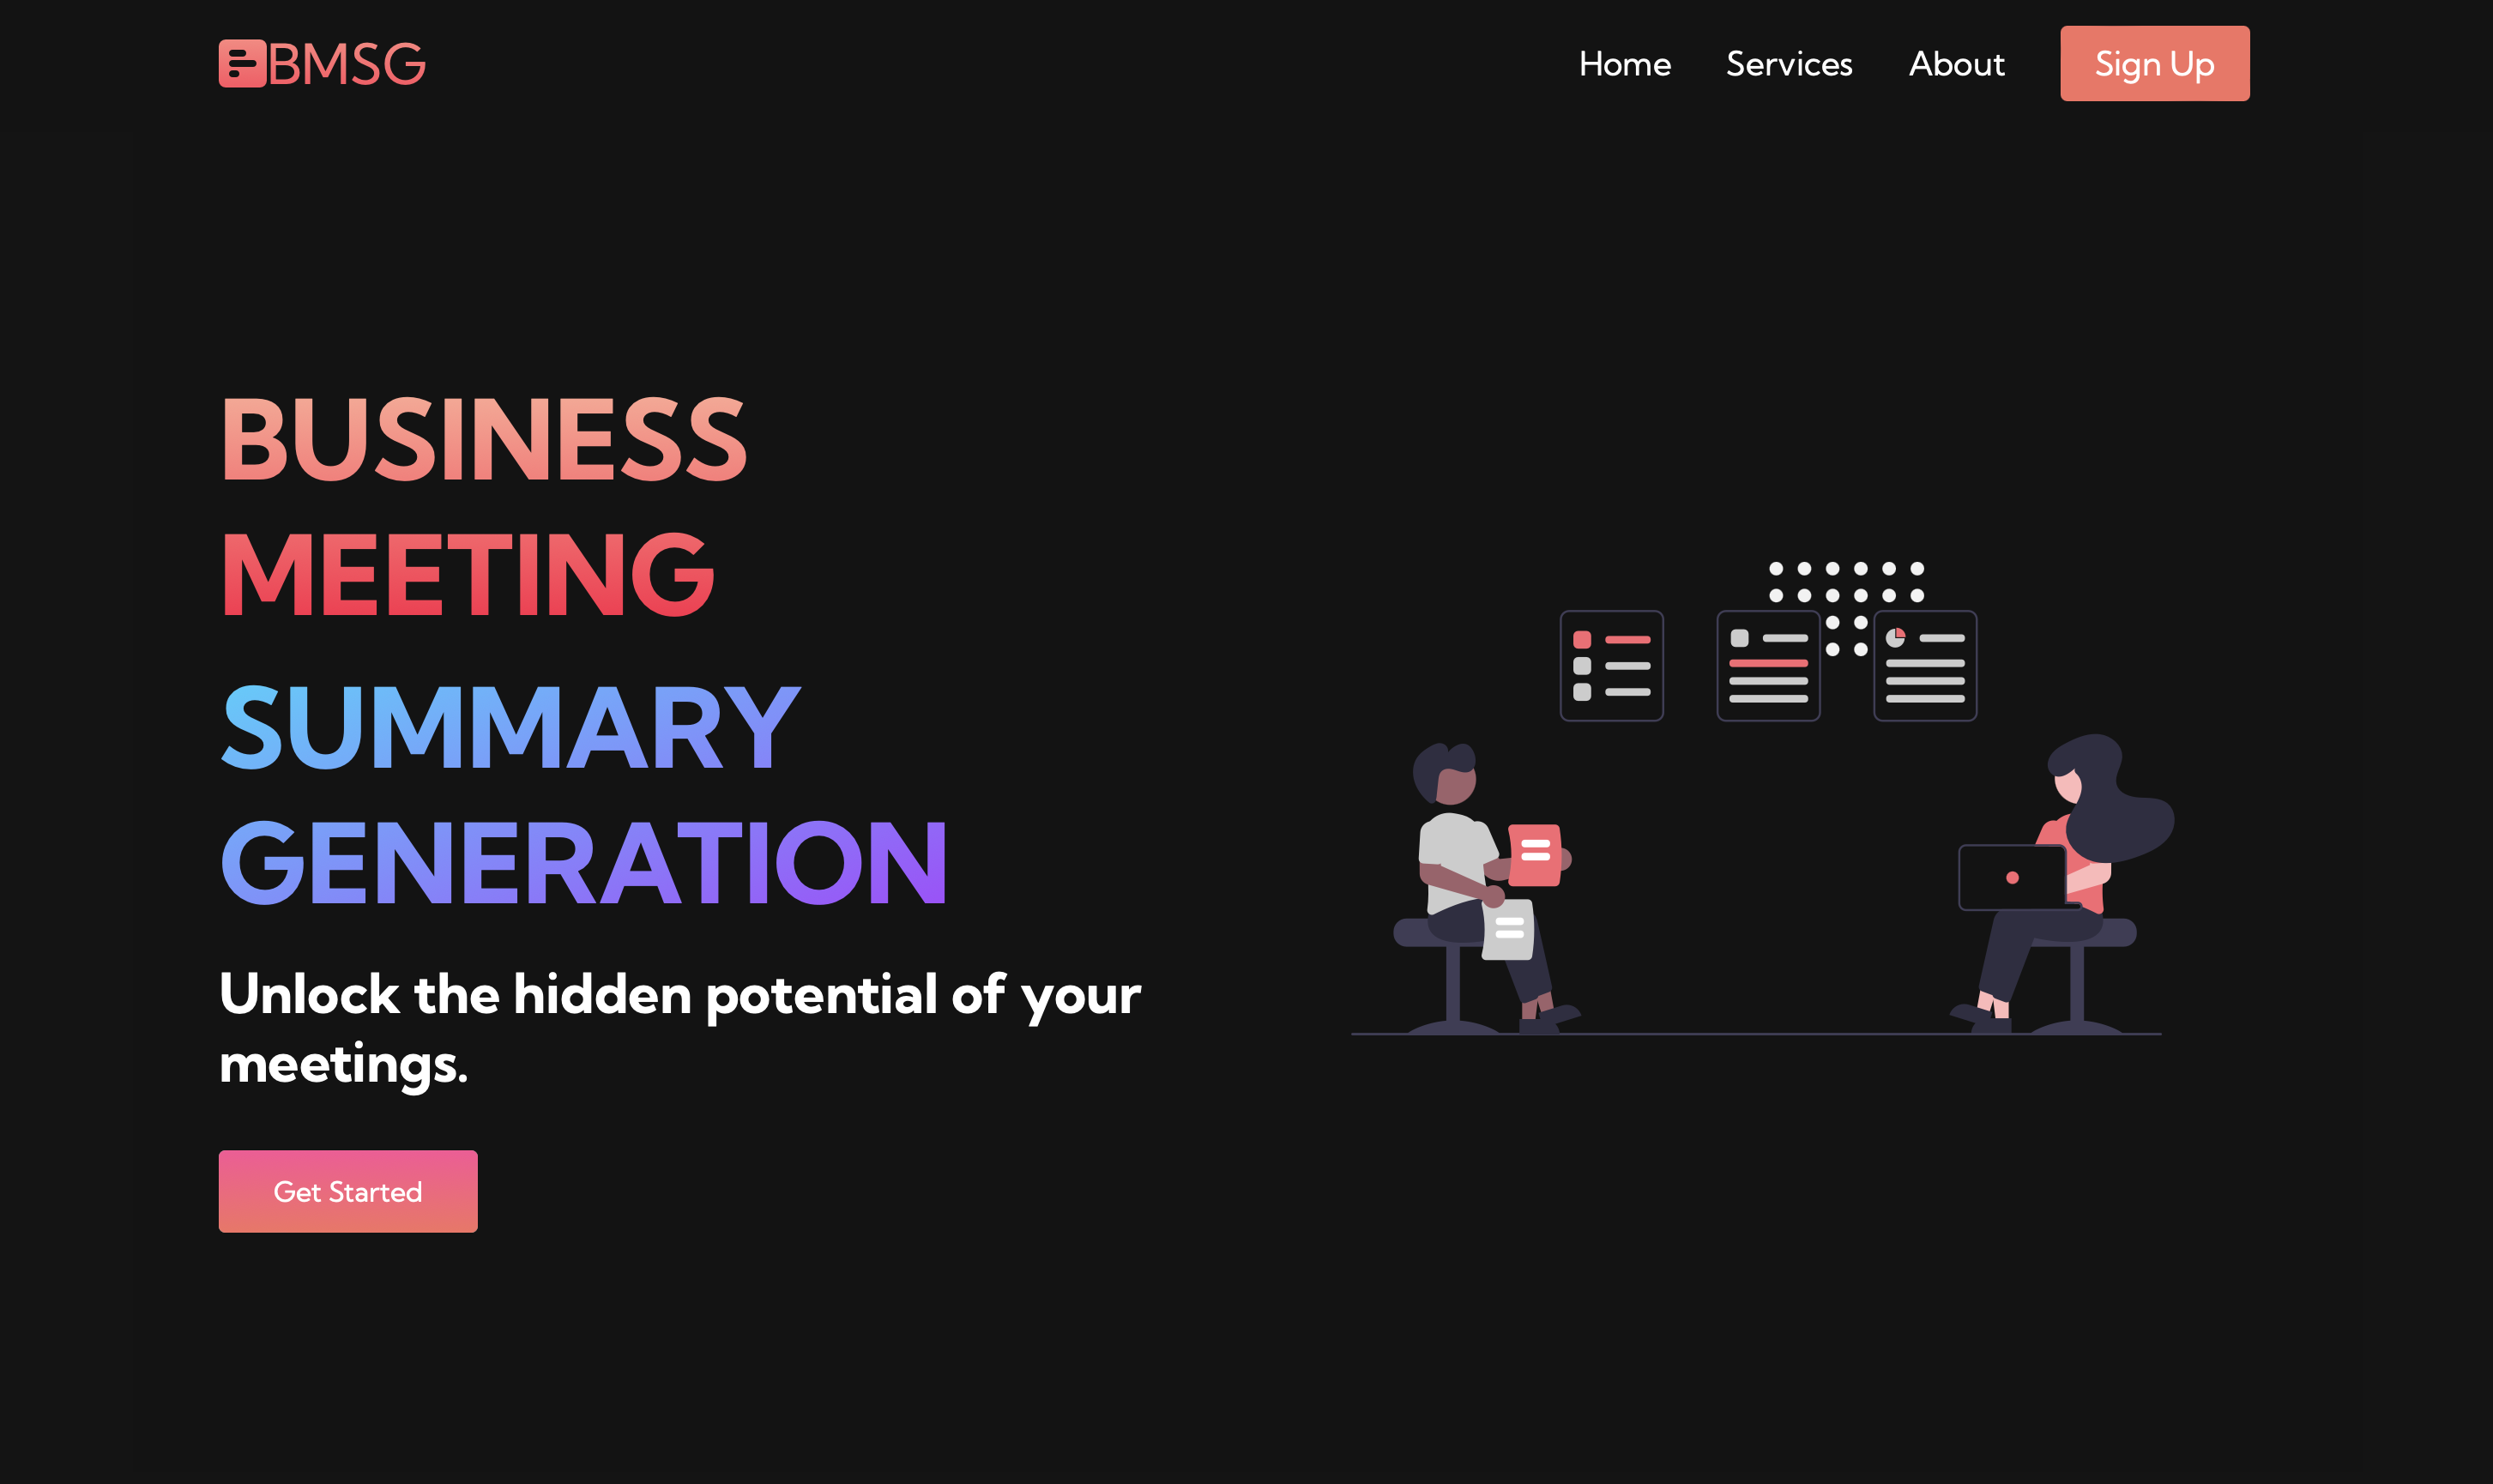 BMSG
Home Services About Sign Up
BUSINESS
MEETING
SUMMARY
GENERATION
Unlock the hidden potential of your
meetings.
Get Started